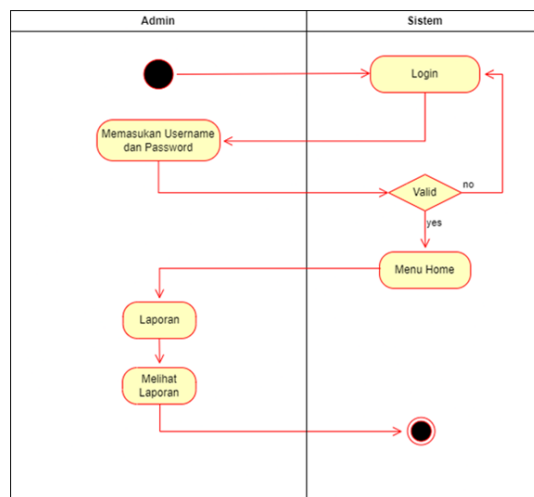 Admin
Sistem
Login
Memasukan Username
dan Password
Valid
no
yes
Menu Home
Laporan
Melihat
Laporan